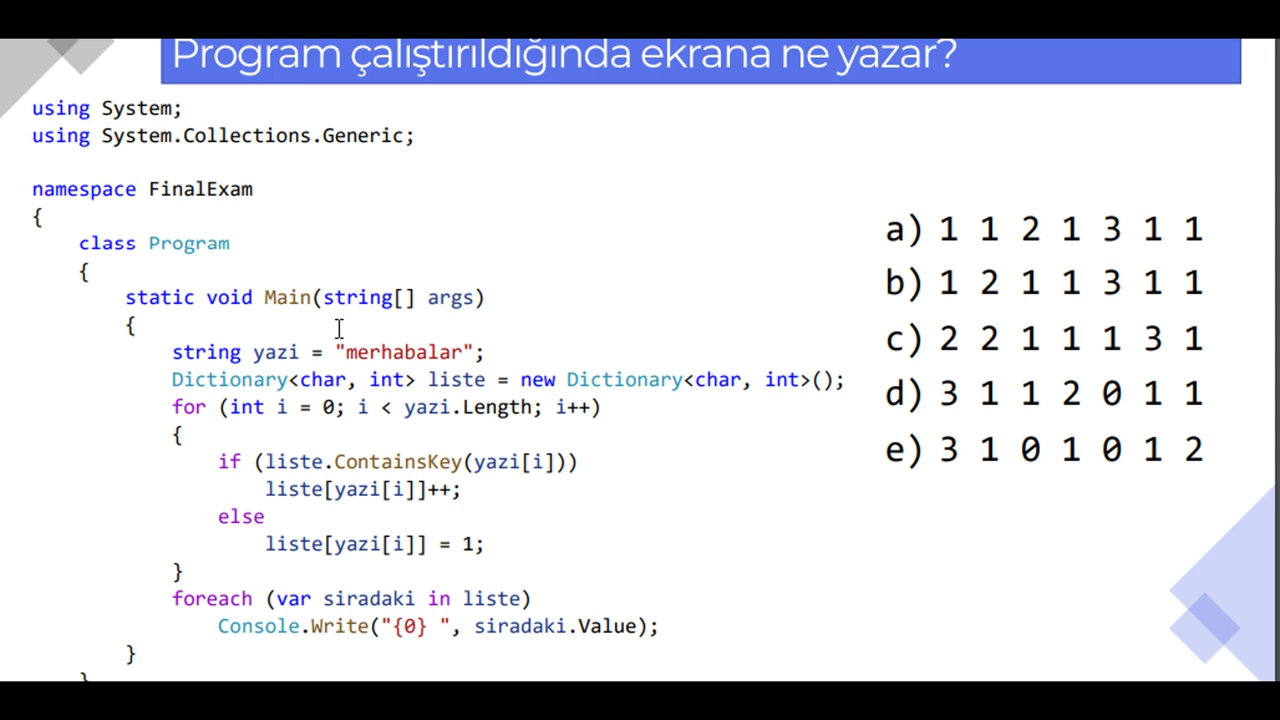 Program çalıştırıldığında ekrana ne yazar?
using System;
using System.Collections.Generic;
namespace FinalExam
{
class Program
{
static void Main(string[] args)
{
string yazi = "merhabalar";
Dictionary<char, int> liste = new Dictionary<char, int>();
for (int i = 0; i < yazi.Length; i++)
{
if (liste.ContainsKey(yazi[i]))
liste[yazi[i]]++;
else
liste[yazi[i]] = 1;
}
foreach (var siradaki in liste)
Console.Write("{0} ", siradaki.Value);
}
}
a) 1 1 2 1 3 1 1
b) 1 2 1 1 3 1 1
c) 2 2 1 1 1 3 1
d) 3 1 1 2 0 1 1
e) 3 1 0 1 0 1 2